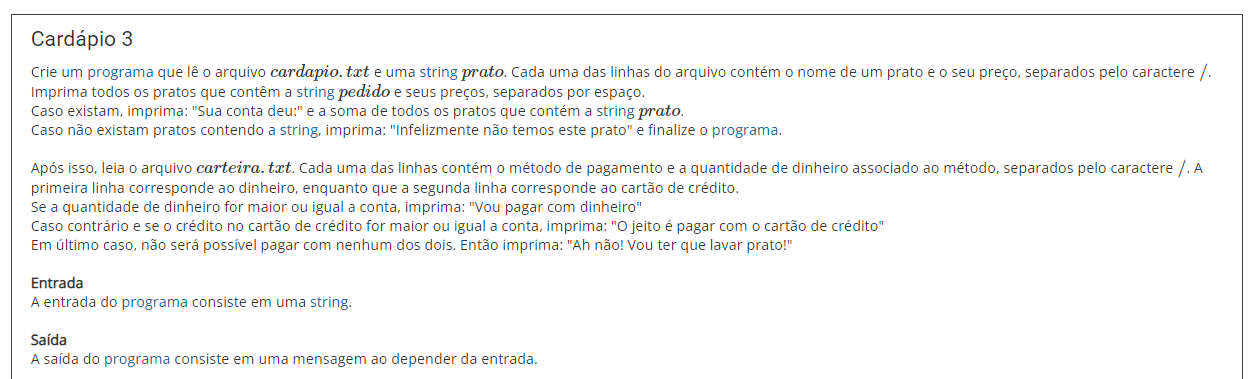 Cardápio 3
Crie um programa que lê o arquivo cardapio.txt e uma string prato. Cada uma das linhas do arquivo contém o nome de um prato e o seu preço, separados pelo caractere /.
Imprima todos os pratos que contêm a string pedido e seus preços, separados por espaço.
Caso existam, imprima: "Sua conta deu:" e a soma de todos os pratos que contém a string prato.
Caso não existam pratos contendo a string, imprima: "Infelizmente não temos este prato" e finalize o programa.
Após isso, leia o arquivo carteira.txt. Cada uma das linhas contém o método de pagamento e a quantidade de dinheiro associado ao método, separados pelo caractere /. A
primeira linha corresponde ao dinheiro, enquanto que a segunda linha corresponde ao cartão de crédito.
Se a quantidade de dinheiro for maior ou igual a conta, imprima: "Vou pagar com dinheiro"
Caso contrário e se o crédito no cartão de crédito for maior ou igual a conta, imprima: "O jeito é pagar com o cartão de crédito"
Em último caso, não será possível pagar com nenhum dos dois. Então imprima: "Ah não! Vou ter que lavar prato!"
Entrada
A entrada do programa consiste em uma string.
Saída
A saída do programa consiste em uma mensagem ao depender da entrada.